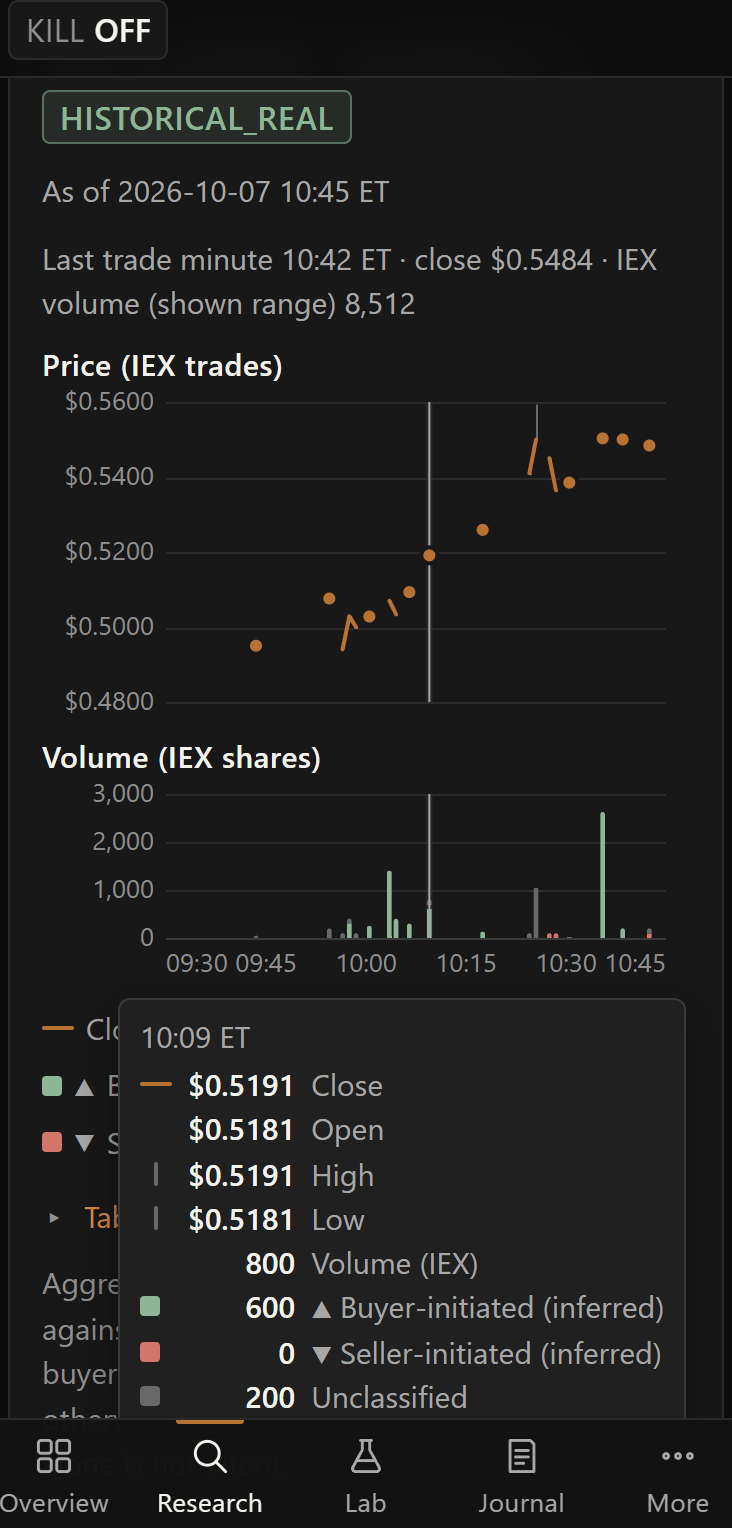 KILL OFF
HISTORICAL_REAL
As of 2026-10-07 10:45 ET
Last trade minute 10:42 ET · close $0.5484 · IEX
volume (shown range) 8,512
Price (IEX trades)
$0.5600
$0.5400
$0.5200
$0.5000
$0.4800
Volume (IEX shares)
3,000
2,000
1,000
0
09:30 09:45 10:00 10:15 10:30 10:45
10:09 ET
$0.5191 Close
$0.5181 Open
$0.5191 High
$0.5181 Low
800 Volume (IEX)
600 ▲ Buyer-initiated (inferred)
0 ▼ Seller-initiated (inferred)
200 Unclassified
Overview Research Lab Journal More